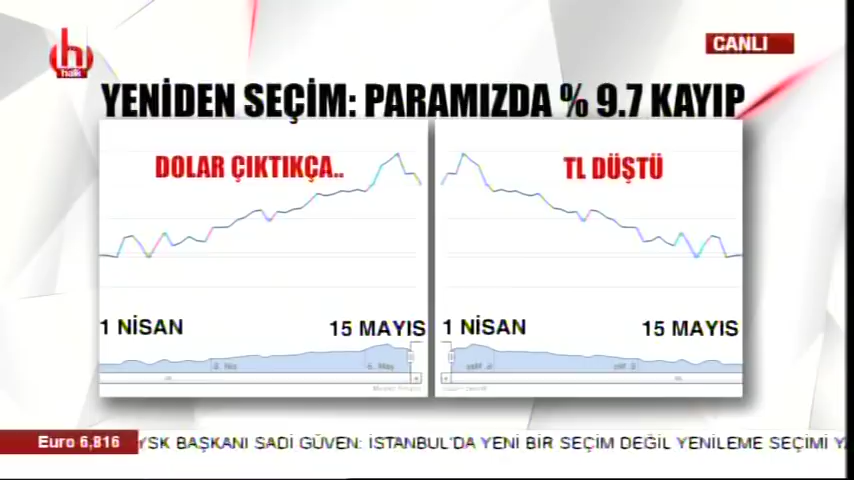 h
halk
CANLI
YENİDEN SEÇİM: PARAMIZDA % 9.7 KAYIP
DOLAR ÇIKTIKÇA..
TL DÜŞTÜ
1 NİSAN
15 MAYIS
1 NİSAN
15 MAYIS
Euro 6,816
YSK BAŞKANI SADİ GÜVEN: İSTANBUL'DA YENİ BİR SEÇİM DEĞİL YENİLEME SEÇİMİ